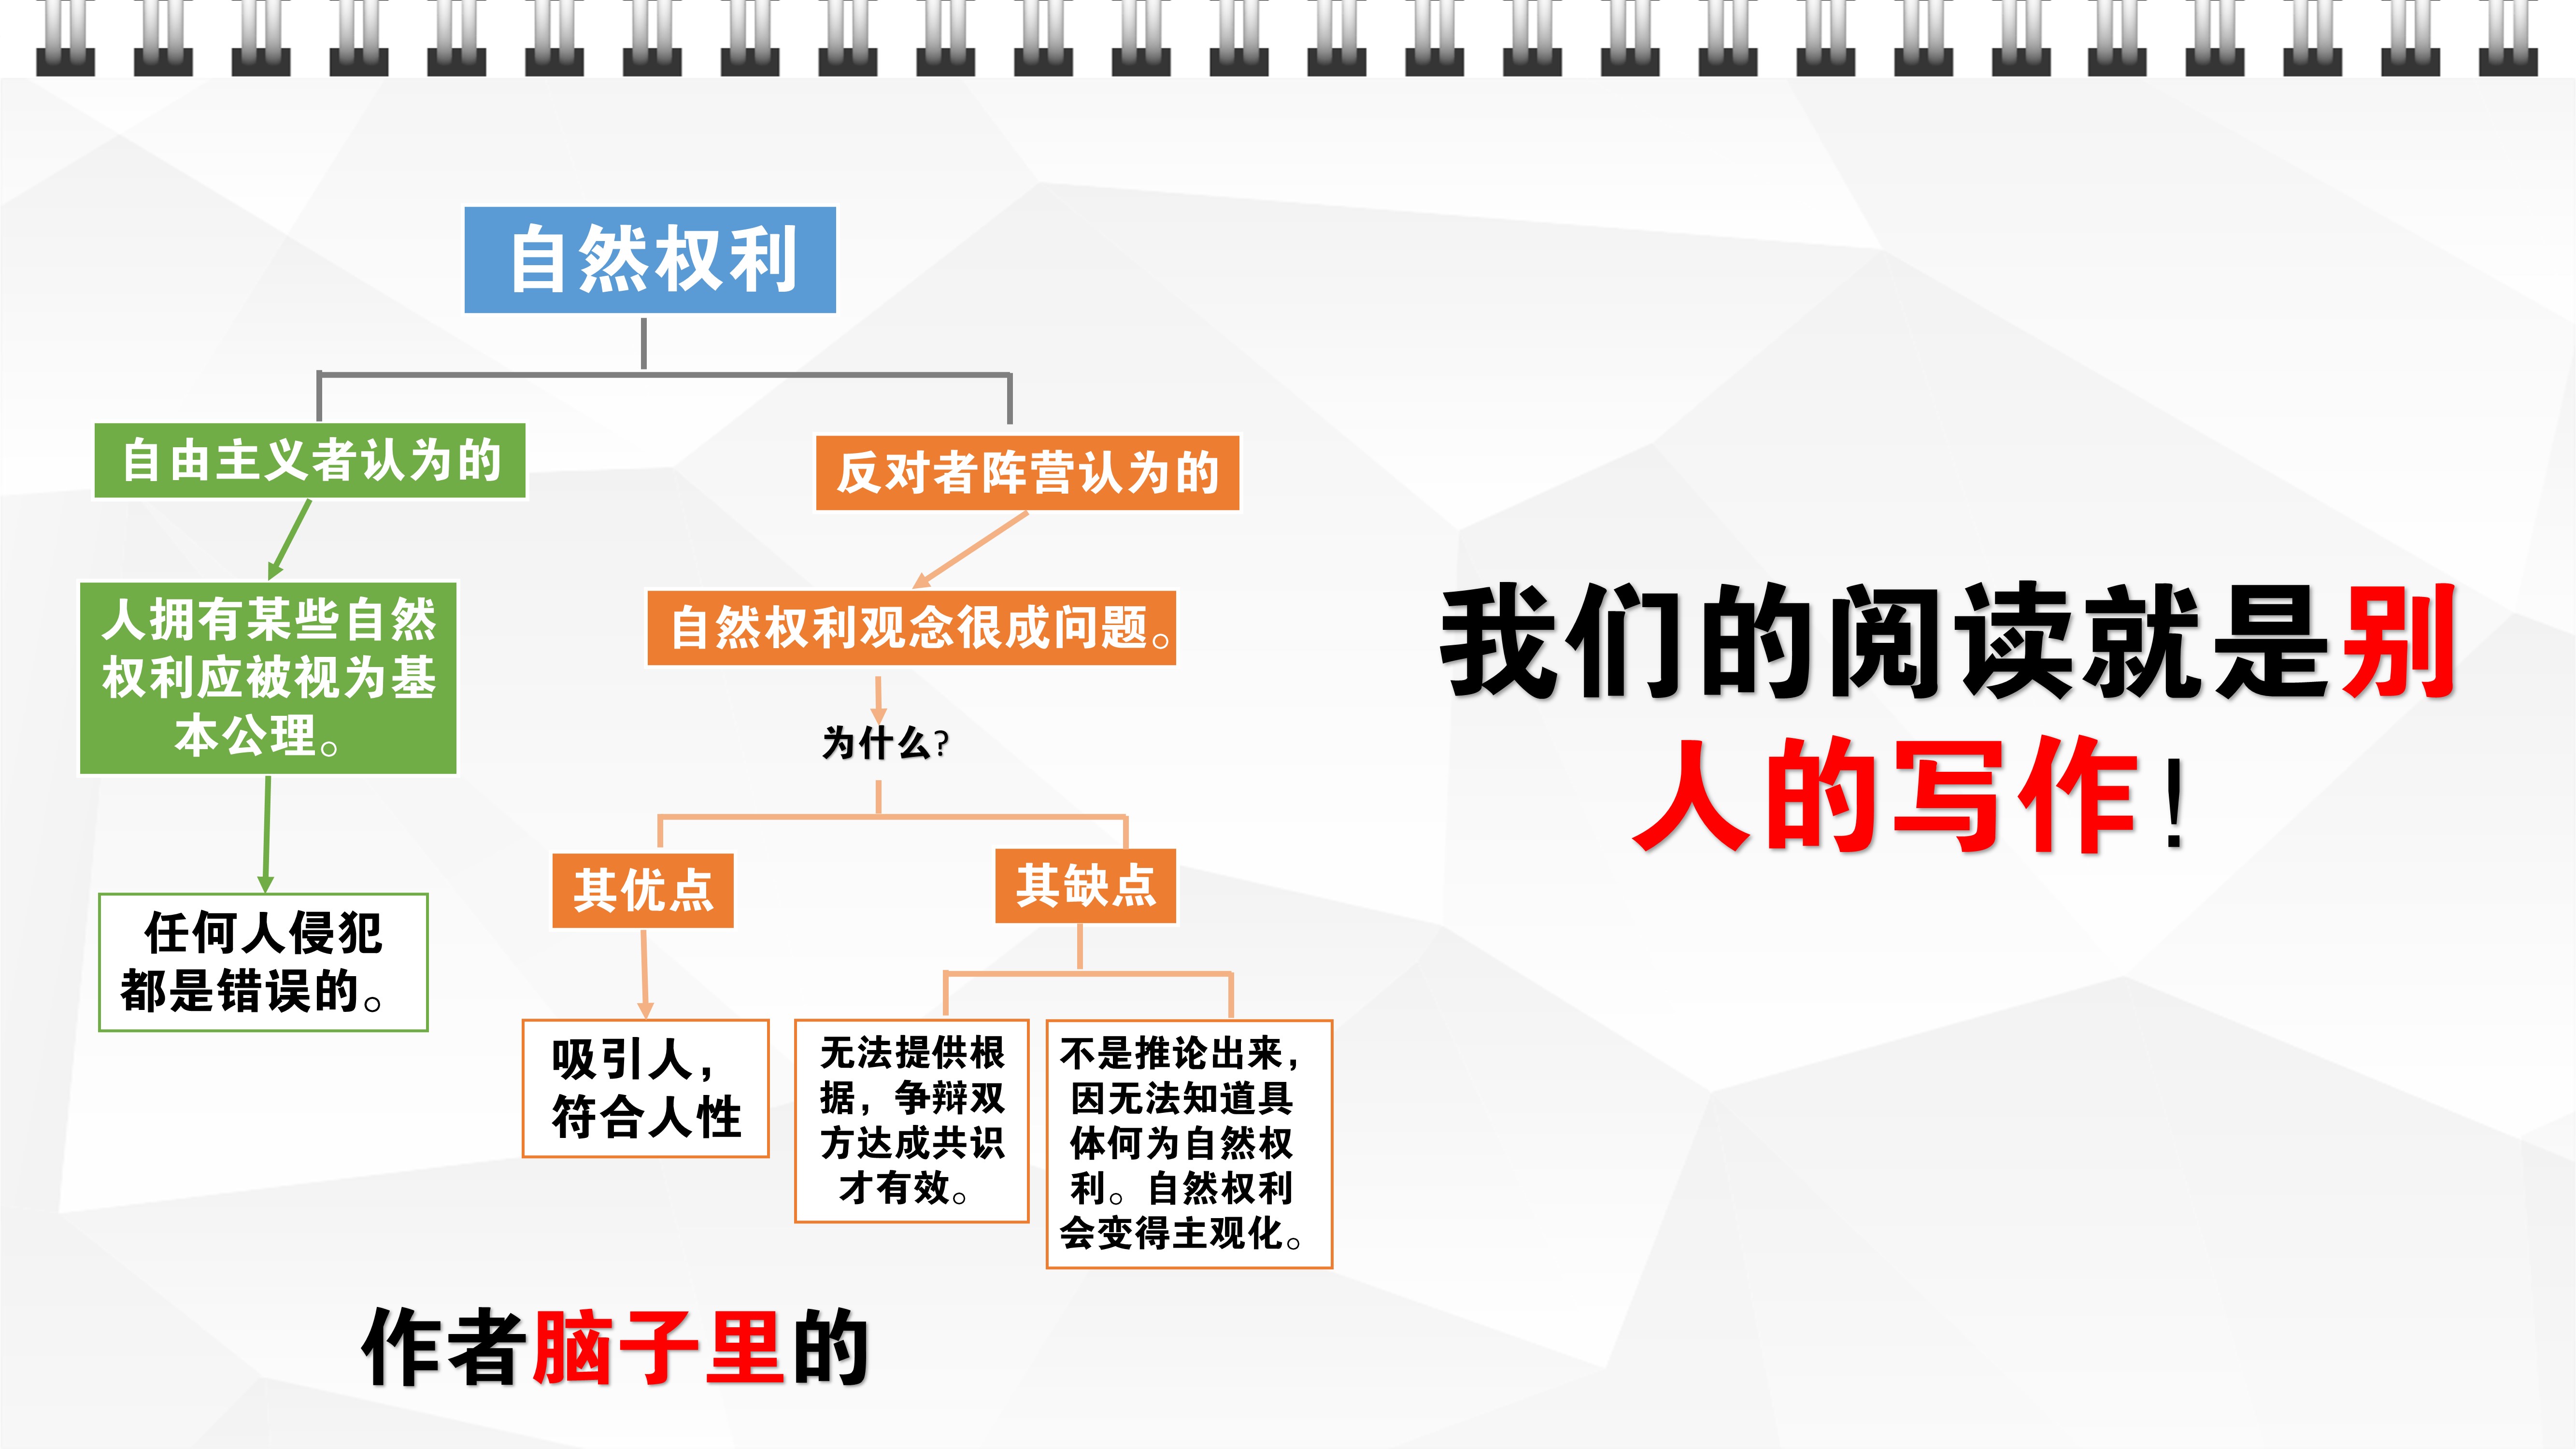 自然权利
自由主义者认为的
反对者阵营认为的
人拥有某些自然
权利应被视为基
本公理。
自然权利观念很成问题。
为什么?
任何人侵犯
都是错误的。
其优点
其缺点
吸引人，
符合人性
无法提供根
据，争辩双
方达成共识
才有效。
不是推论出来，
因无法知道具
体何为自然权
利。自然权利
会变得主观化。
作者脑子里的
我们的阅读就是别
人的写作！